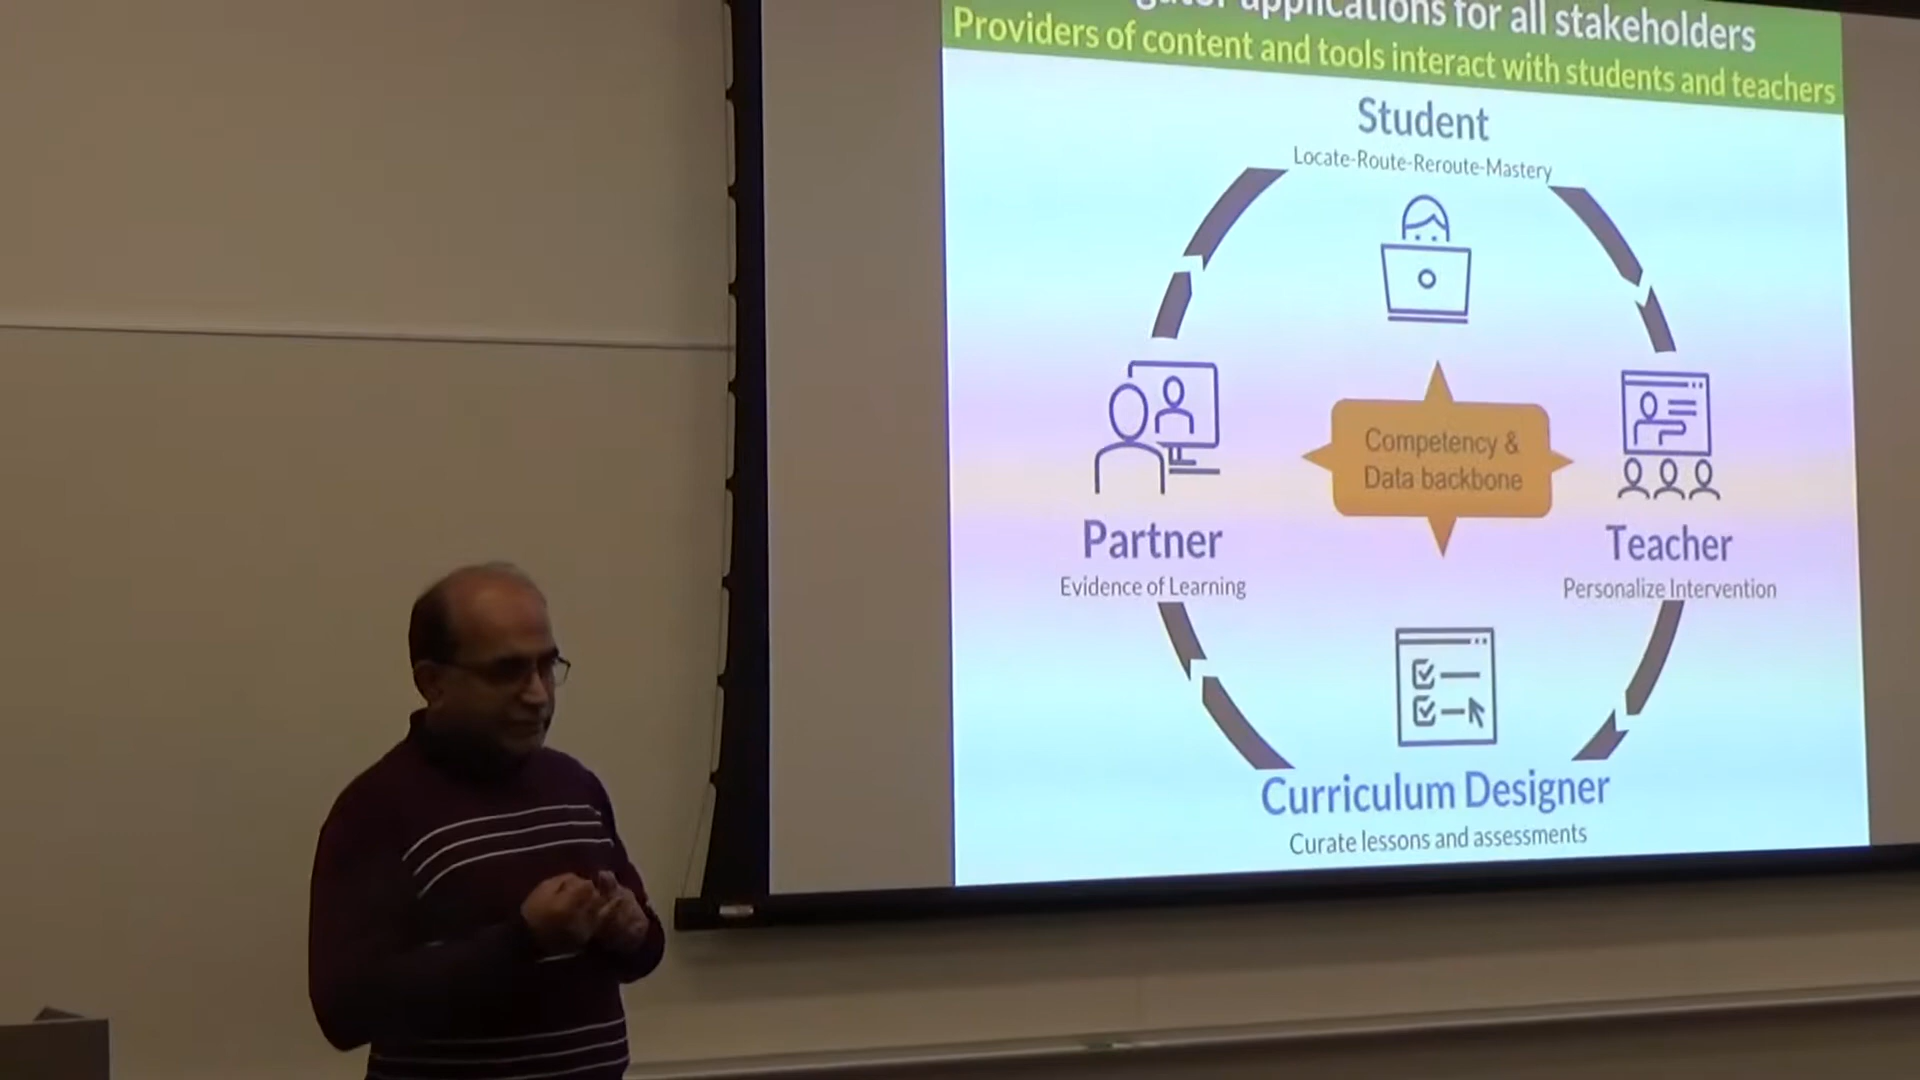 applications for all stakeholders
Providers of content and tools interact with students and teachers
Student
Locate-Route-Reroute-Mastery
Competency &
Data backbone
Partner
Evidence of Learning
Teacher
Personalize Intervention
Curriculum Designer
Curate lessons and assessments